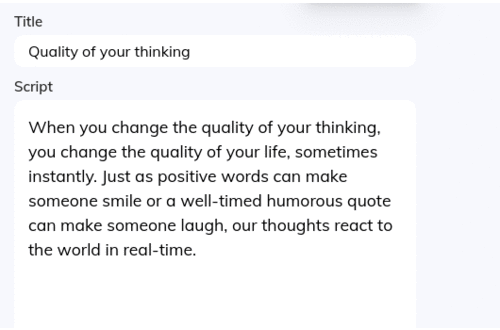 Title
Quality of your thinking
Script
When you change the quality of your thinking,
you change the quality of your life, sometimes
instantly. Just as positive words can make
someone smile or a well-timed humorous quote
can make someone laugh, our thoughts react to
the world in real-time.